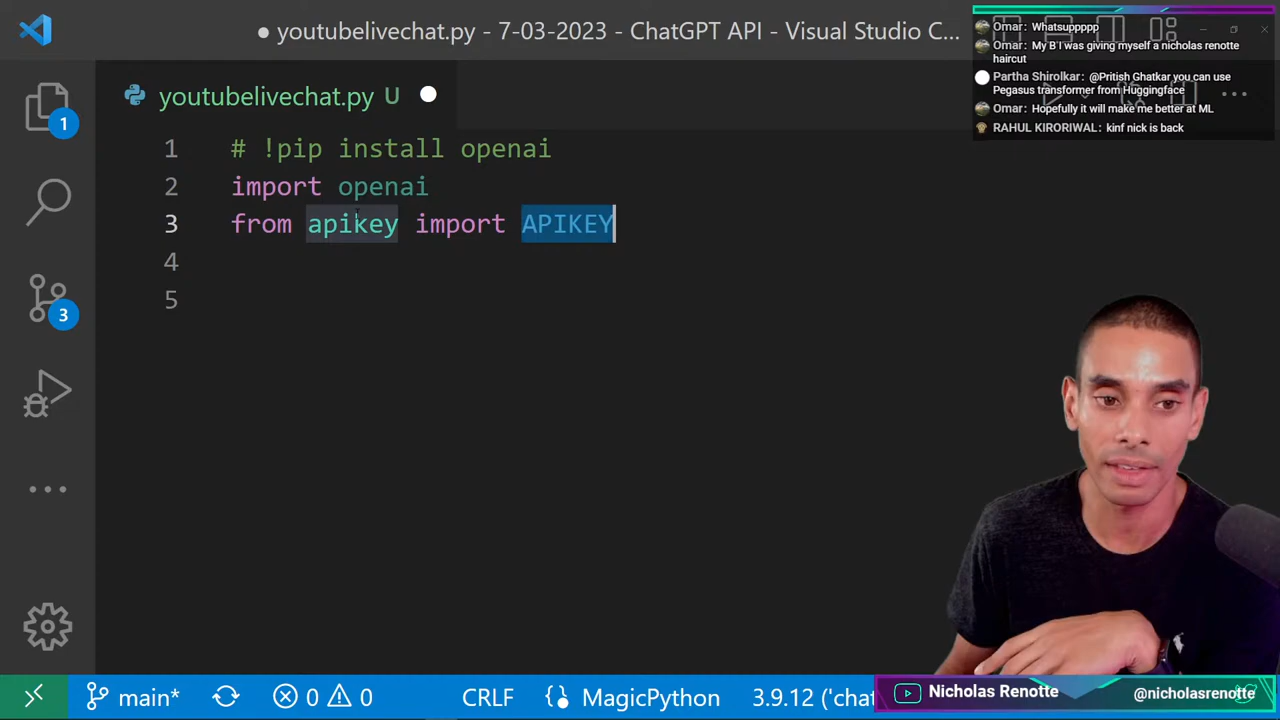 ● youtubelivechat.py - 7-03-2023 - ChatGPT API - Visual Studio C...
Omar: Whatsuppppp
Omar: My B I was giving myself a nicholas renotte
haircut
Partha Shirolkar: @Pritish Ghatkar you can use
Pegasus transformer from Huggingface
Omar: Hopefully it will make me better at ML
RAHUL KIRORIWAL: kinf nick is back
youtubelivechat.py U
1 # !pip install openai
2 import openai
3 from apikey import APIKEY
4
5
1
3
main* 0 0 CRLF {} MagicPython 3.9.12 ('chat
Nicholas Renotte @nicholasrenotte